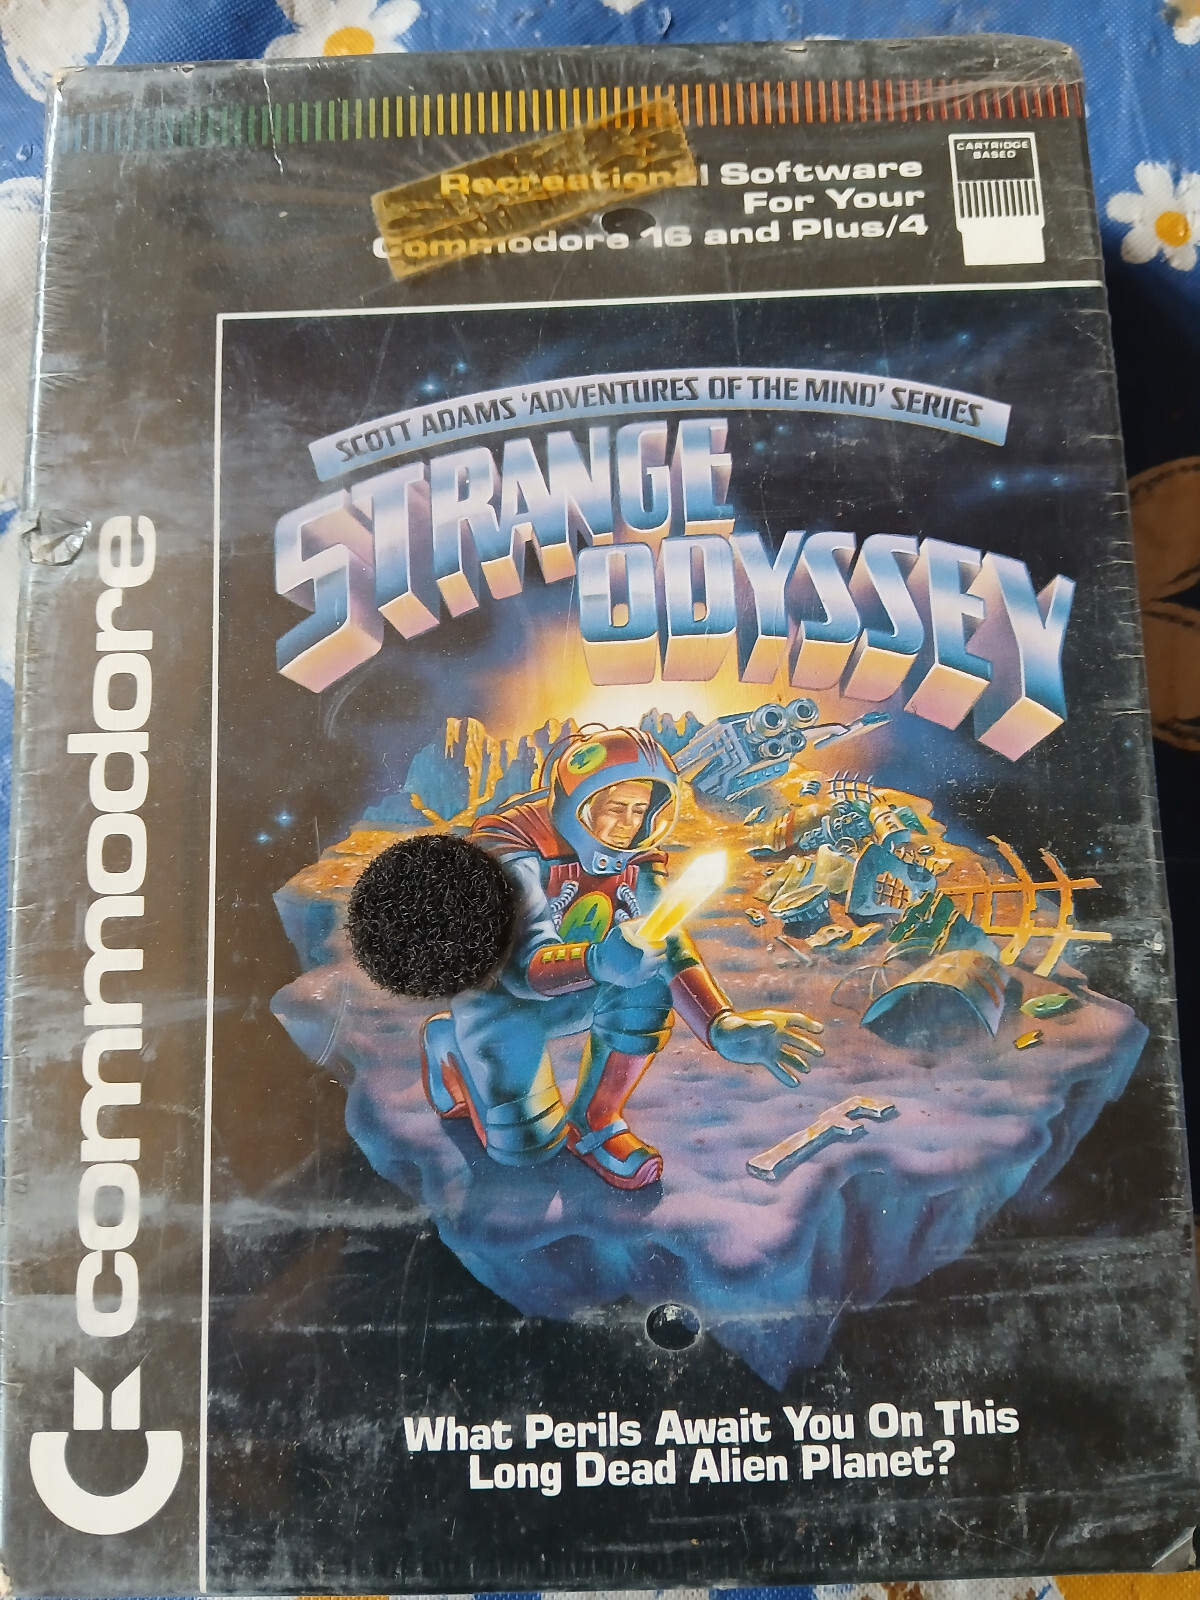 Recreational Software
For Your
Commodore 16 and Plus/4
CARTRIDGE
BASED
SCOTT ADAMS 'ADVENTURES OF THE MIND' SERIES
STRANGE
ODYSSEY
commodore
What Perils Await You On This
Long Dead Alien Planet?